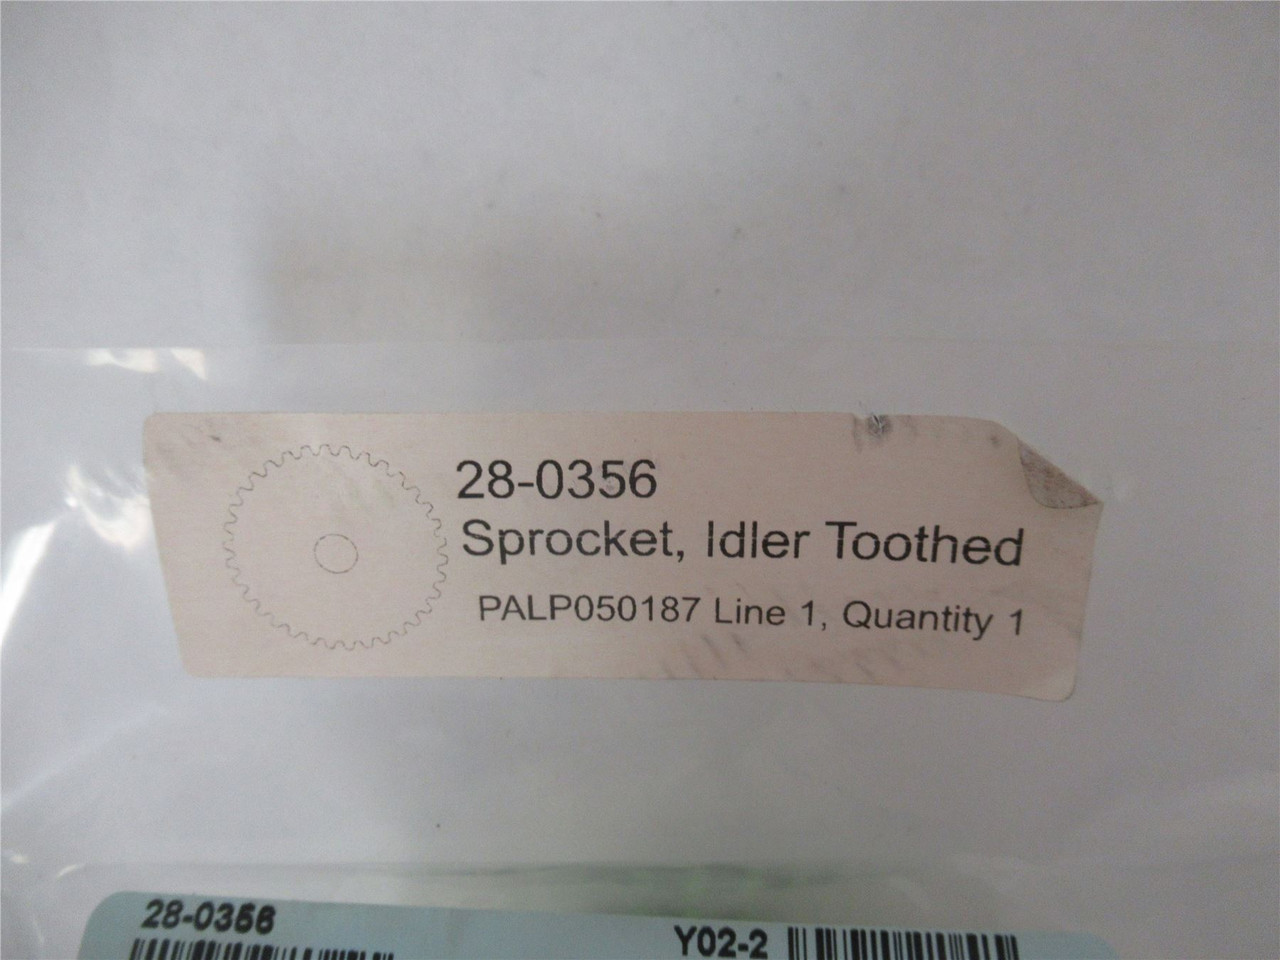 28-0356
Sprocket, Idler Toothed
PALP050187 Line 1, Quantity 1
28-0356
Y02-2